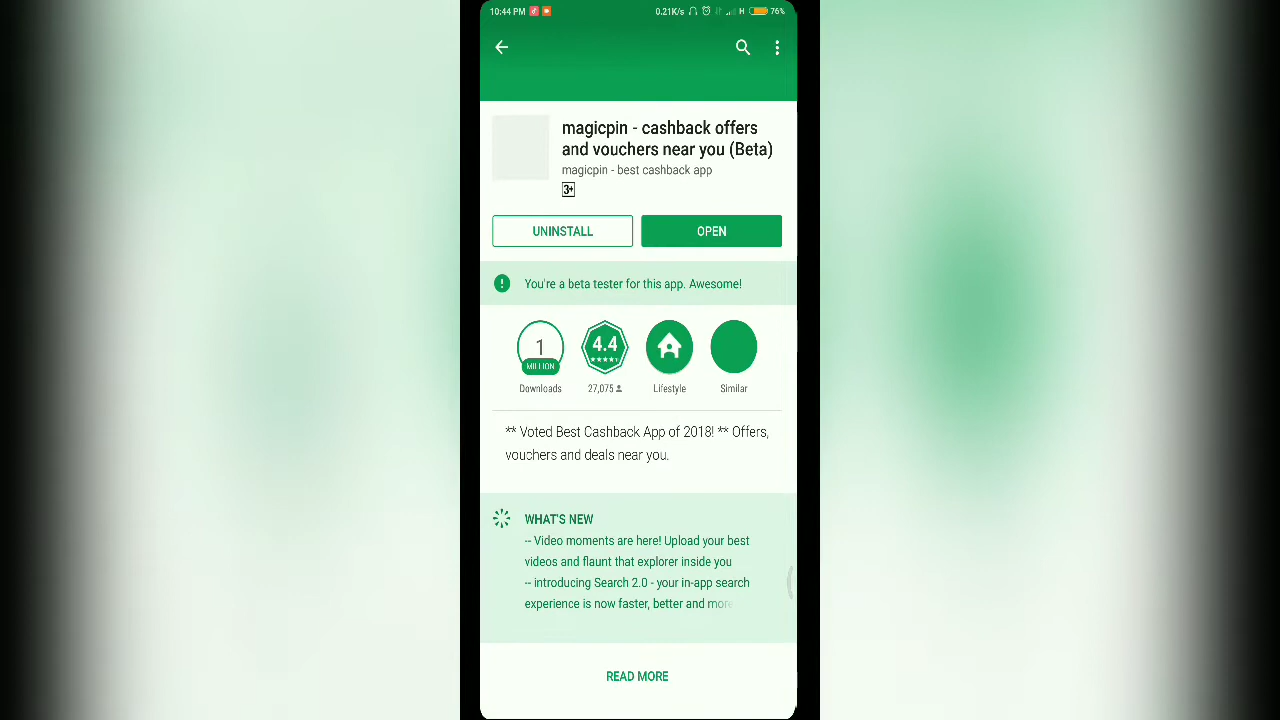 10:44 PM 0.21K/s H 76%
magicpin - cashback offers
and vouchers near you (Beta)
magicpin - best cashback app
3+
UNINSTALL OPEN
You're a beta tester for this app. Awesome!
1 4.4
MILLION
Downloads 27,075 Lifestyle Similar
** Voted Best Cashback App of 2018! ** Offers,
vouchers and deals near you.
WHAT'S NEW
-- Video moments are here! Upload your best
videos and flaunt that explorer inside you
-- introducing Search 2.0 - your in-app search
experience is now faster, better and more
READ MORE